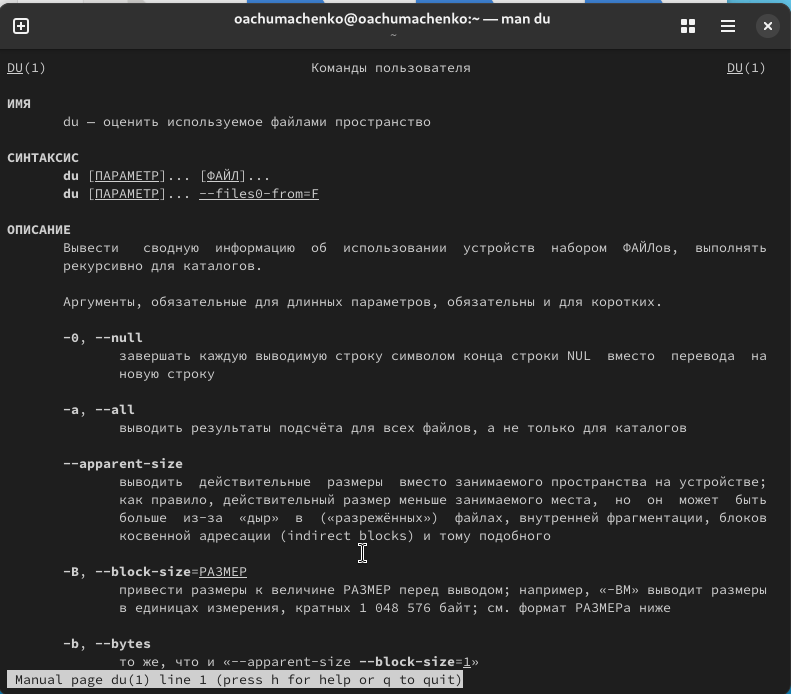 oachumachenko@oachumachenko:~ — man du
~
DU(1) Команды пользователя DU(1)
ИМЯ
du — оценить используемое файлами пространство
СИНТАКСИС
du [ПАРАМЕТР]... [ФАЙЛ]...
du [ПАРАМЕТР]... --files0-from=F
ОПИСАНИЕ
Вывести сводную информацию об использовании устройств набором ФАЙЛов, выполнять
рекурсивно для каталогов.
Аргументы, обязательные для длинных параметров, обязательны и для коротких.
-0, --null
завершать каждую выводимую строку символом конца строки NUL вместо перевода на
новую строку
-a, --all
выводить результаты подсчёта для всех файлов, а не только для каталогов
--apparent-size
выводить действительные размеры вместо занимаемого пространства на устройстве;
как правило, действительный размер меньше занимаемого места, но он может быть
больше из-за «дыр» в («разрежённых») файлах, внутренней фрагментации, блоков
косвенной адресации (indirect blocks) и тому подобного
-B, --block-size=РАЗМЕР
привести размеры к величине РАЗМЕР перед выводом; например, «-BM» выводит размеры
в единицах измерения, кратных 1 048 576 байт; см. формат РАЗМЕРа ниже
-b, --bytes
то же, что и «--apparent-size --block-size=1»
Manual page du(1) line 1 (press h for help or q to quit)